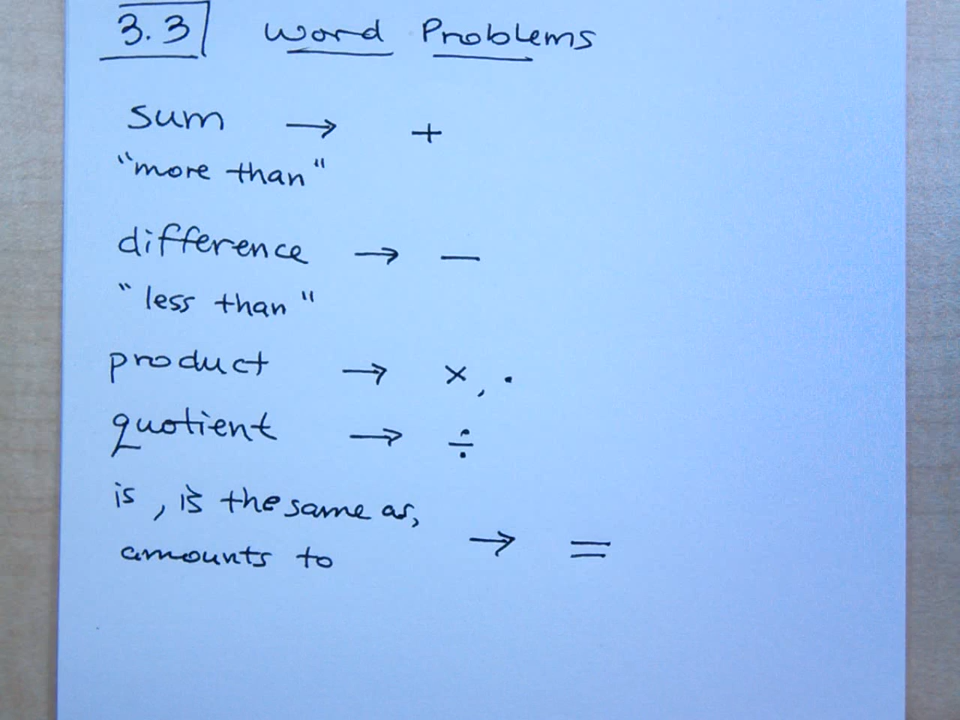 3.3 Word Problems
sum → +
"more than"
difference → —
"less than"
product → ×, ·
quotient → ÷
is, is the same as,
amounts to → =